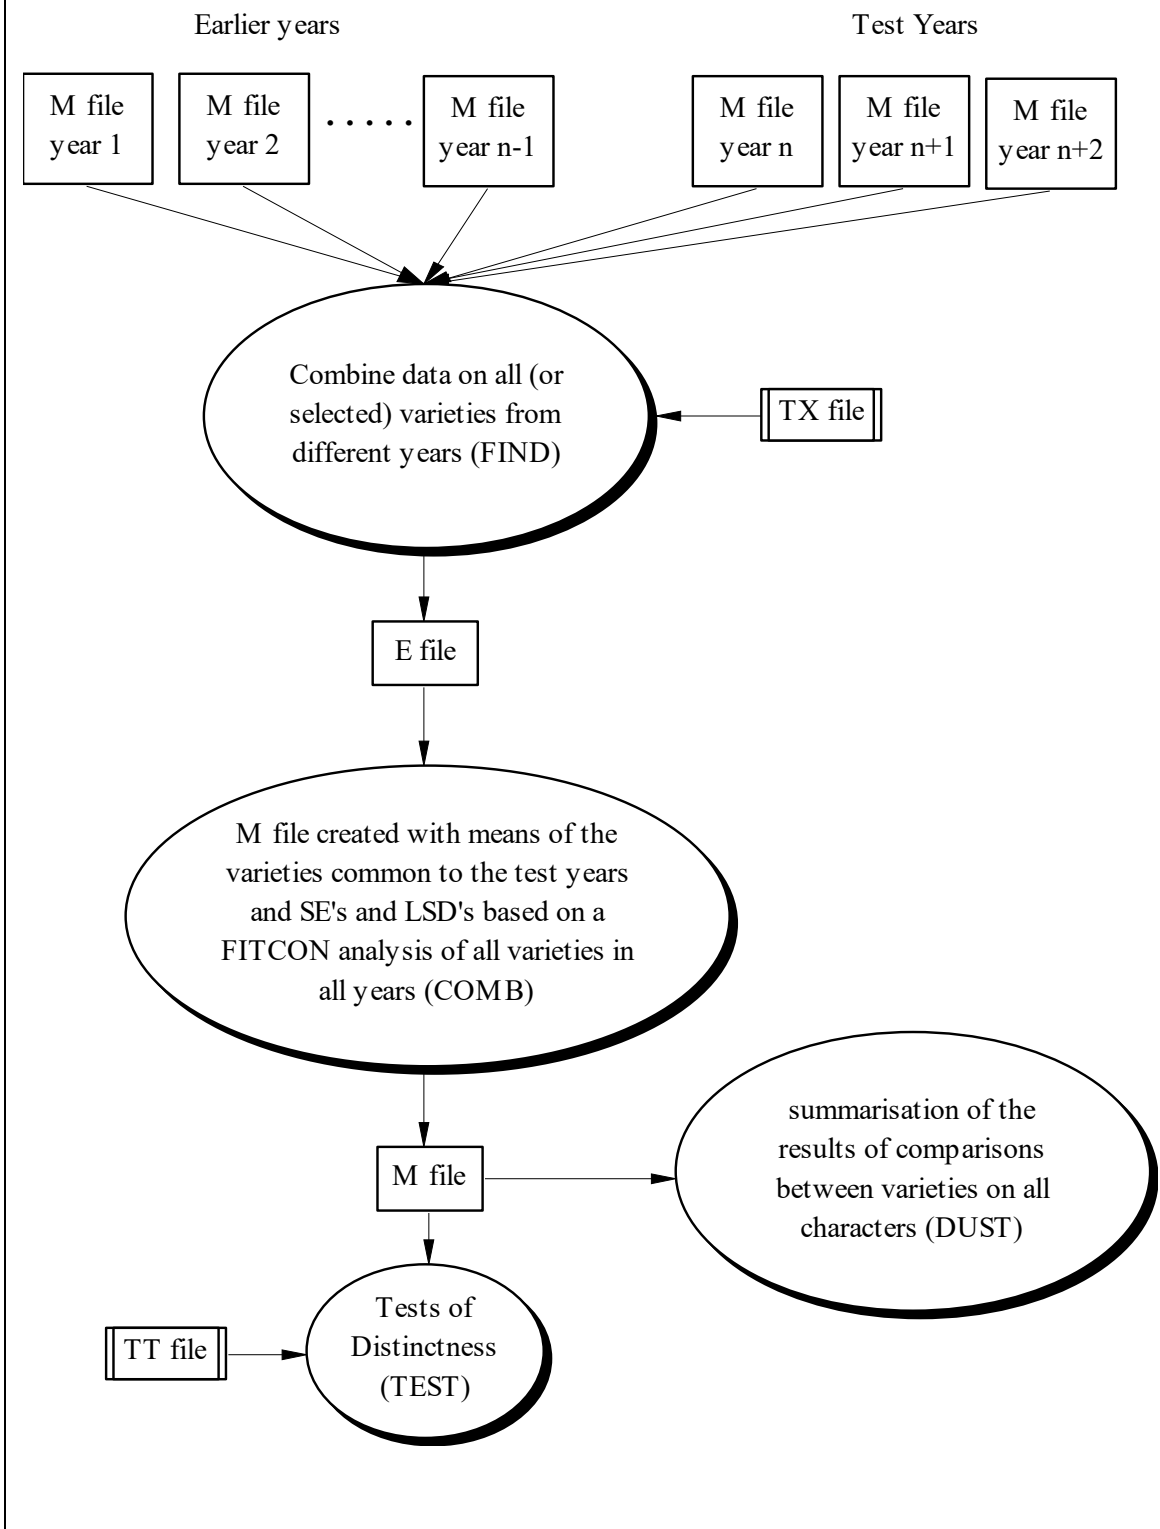 Earlier years
Test Years
M file
year 1
M file
year 2
. . . . .
M file
year n-1
M file
year n
M file
year n+1
M file
year n+2
Combine data on all (or
selected) varieties from
different years (FIND)
TX file
E file
M file created with means of the
varieties common to the test years
and SE's and LSD's based on a
FITCON analysis of all varieties in
all years (COMB)
M file
summarisation of the
results of comparisons
between varieties on all
characters (DUST)
Tests of
Distinctness
(TEST)
TT file